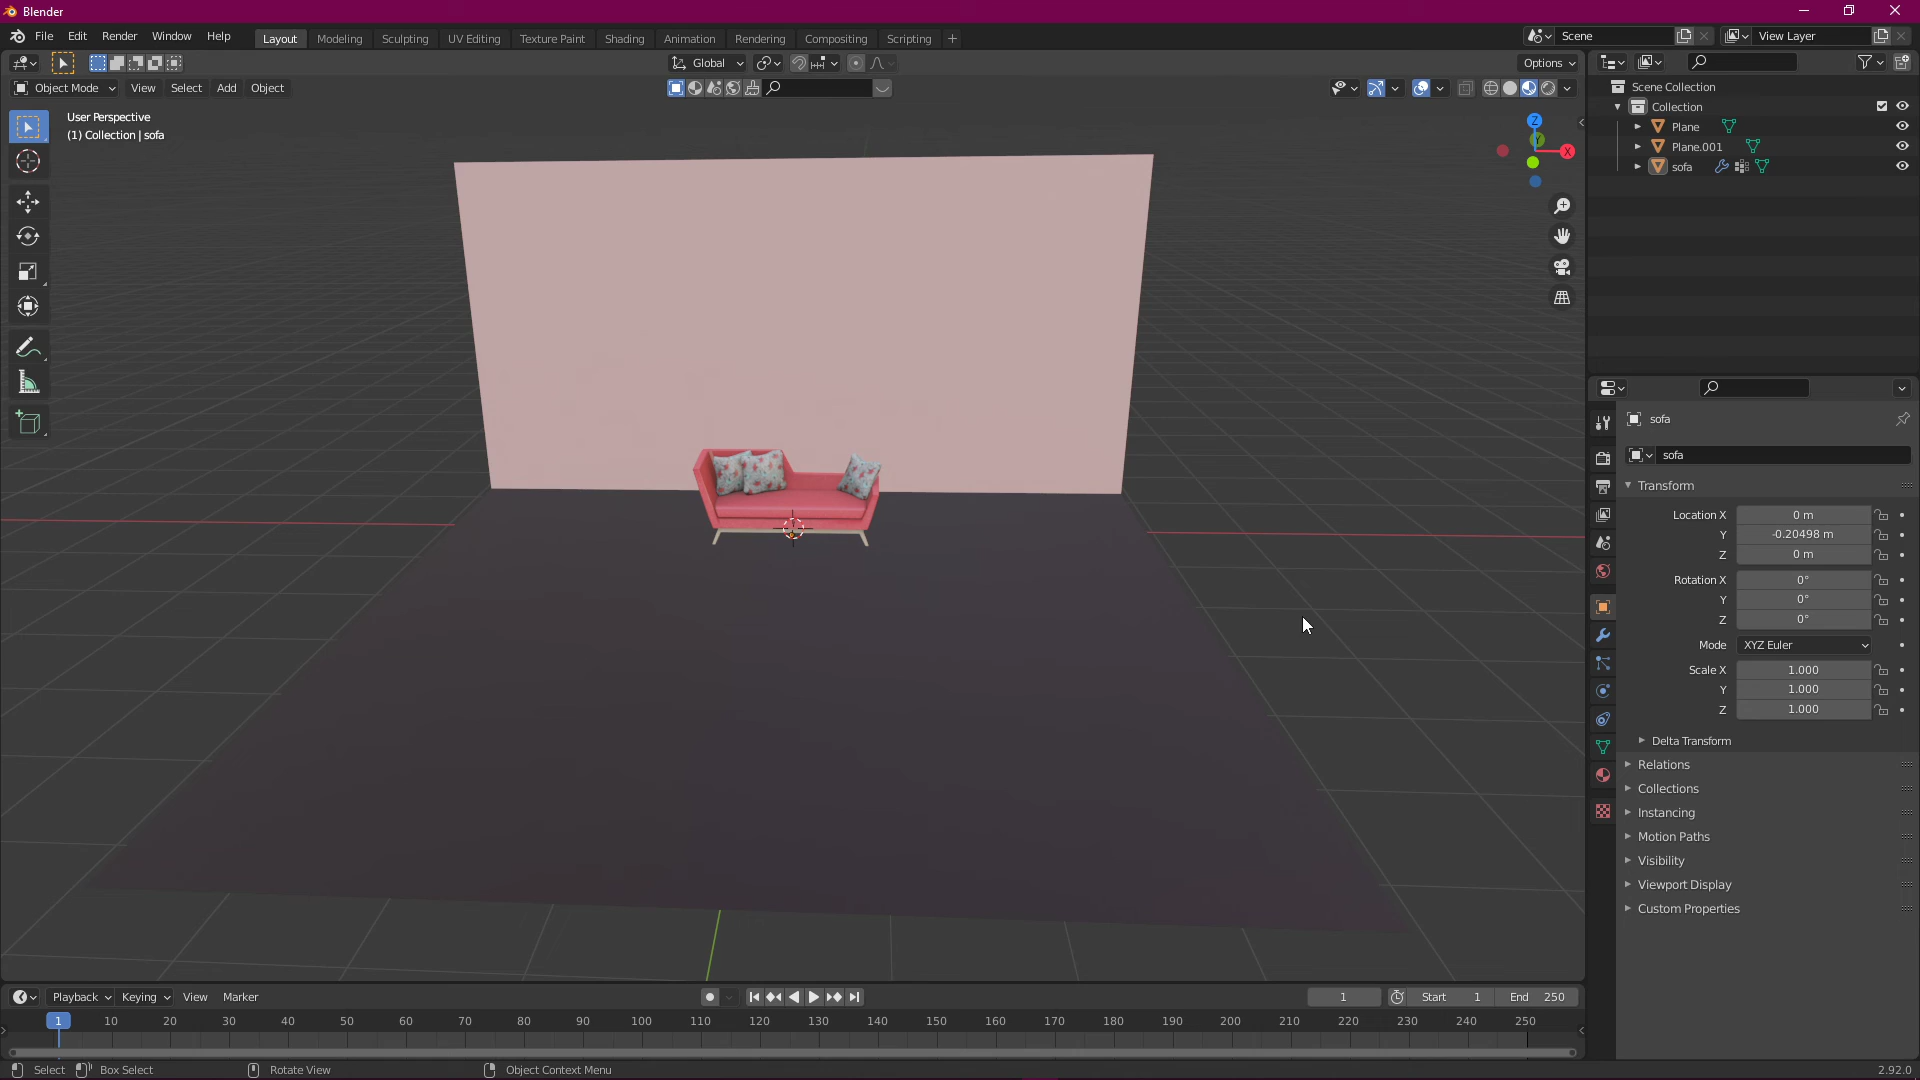 Blender
File Edit Render Window Help
Layout Modeling Sculpting UV Editing Texture Paint Shading Animation Rendering Compositing Scripting
Scene
View Layer
Global
Options
Object Mode View Select Add Object
User Perspective
(1) Collection | sofa
Z
Y
X
Scene Collection
Collection
Plane
Plane.001
sofa
sofa
sofa
Transform
Location X 0 m
Y -0.20498 m
Z 0 m
Rotation X 0°
Y 0°
Z 0°
Mode XYZ Euler
Scale X 1.000
Y 1.000
Z 1.000
Delta Transform
Relations
Collections
Instancing
Motion Paths
Visibility
Viewport Display
Custom Properties
Playback Keying View Marker
1 Start 1 End 250
1 10 20 30 40 50 60 70 80 90 100 110 120 130 140 150 160 170 180 190 200 210 220 230 240 250
Select Box Select Rotate View Object Context Menu 2.92.0